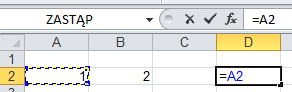 ZASTĄP fx =A2
A B C D
1
2 1 2 =A2